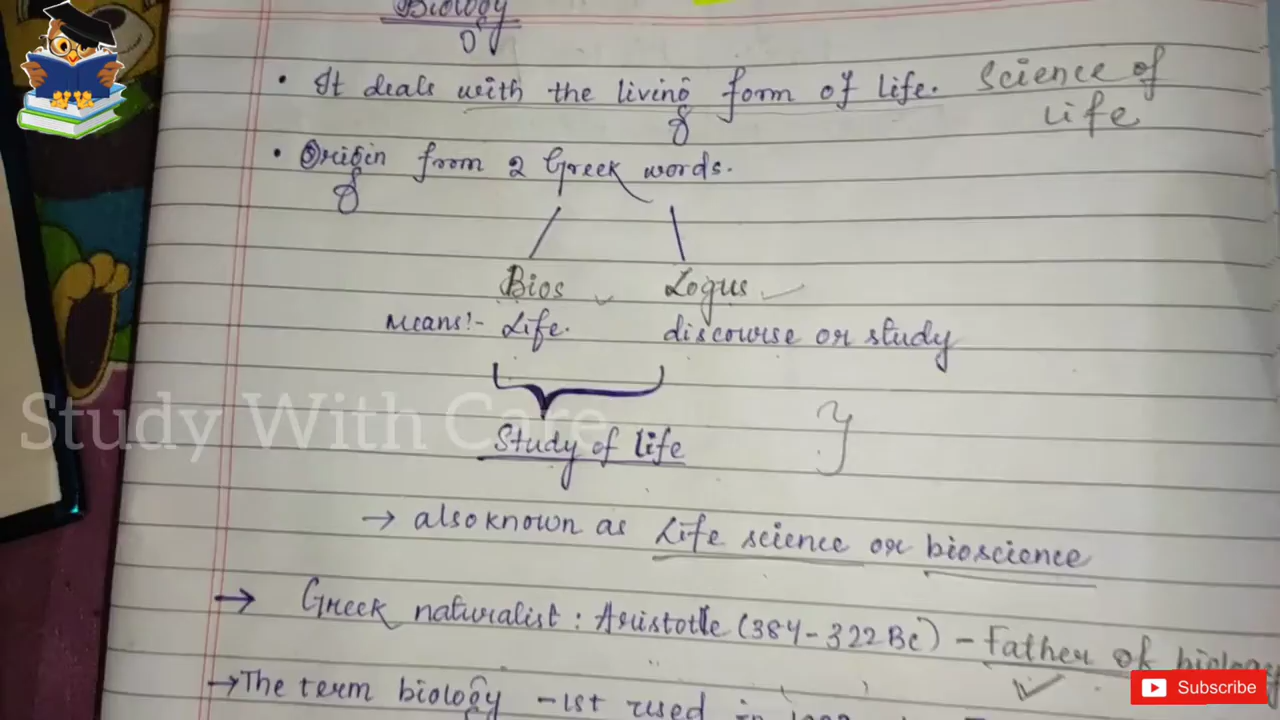 Biology
• It deals with the living form of life. Science of
life
• Origin from 2 Greek words.
Bios Logus
Means:- Life. discourse or study
Study With Care
Study of life
→ also known as Life science or bioscience
→ Greek naturalist : Aristotle (384-322 BC) - Father of biology
→ The term biology - 1st used in
Subscribe